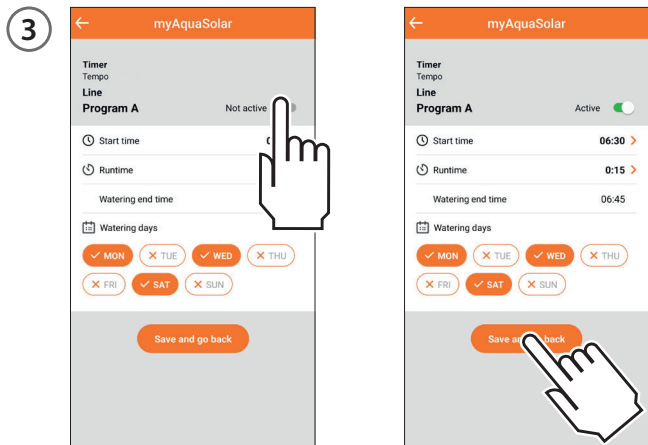 3
myAquaSolar
Timer
Tempo
Line
Program A Not active
Start time
Runtime
Watering end time
Watering days
MON TUE WED THU
FRI SAT SUN
Save and go back
myAquaSolar
Timer
Tempo
Line
Program A Active
Start time 06:30 >
Runtime 0:15 >
Watering end time 06:45
Watering days
MON TUE WED THU
FRI SAT SUN
Save back